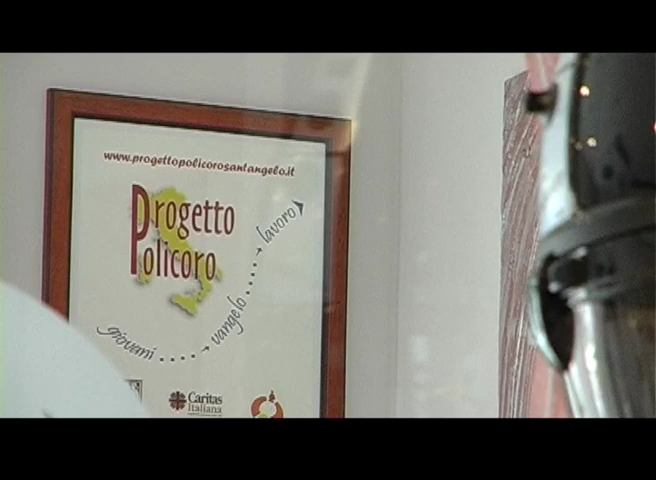 www.progettopolicorosantangelo.it
Progetto
Policoro
giovani
vangelo
lavoro
Caritas
Italiana